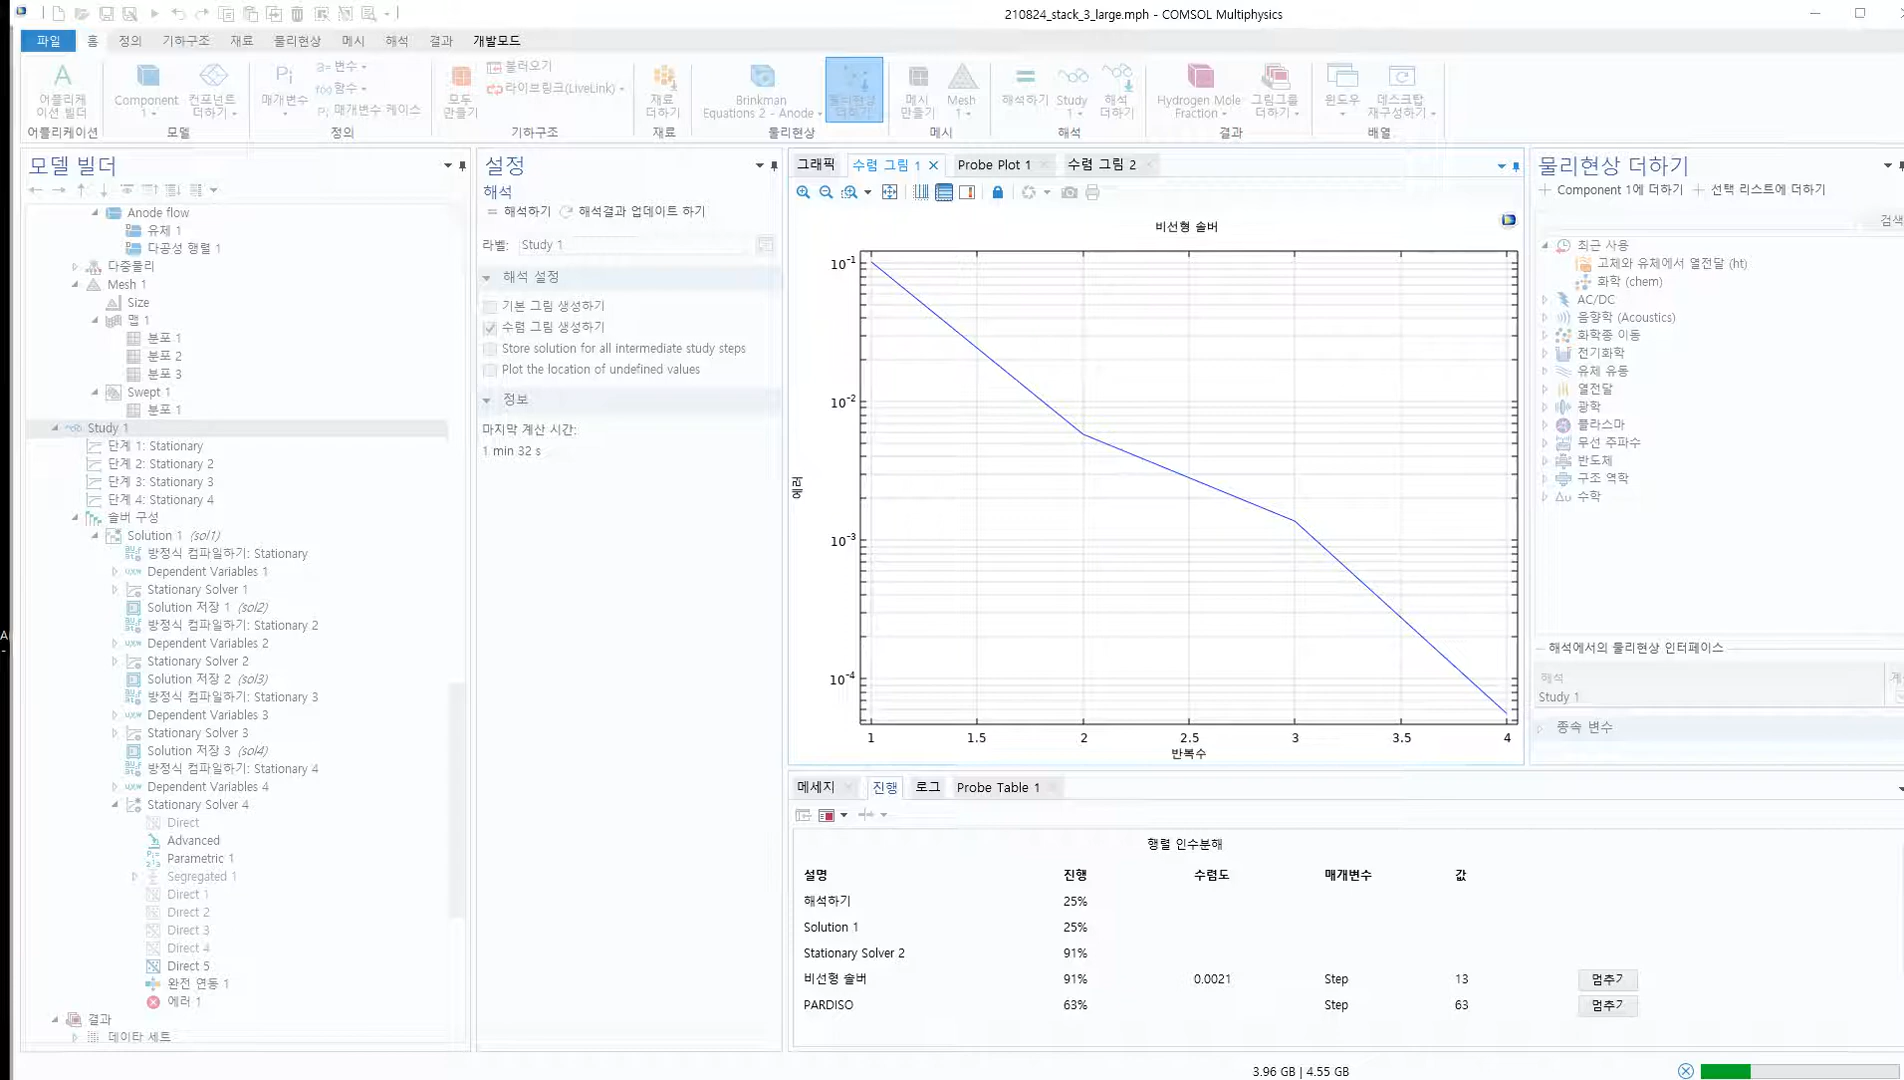 210824_stack_3_large.mph - COMSOL Multiphysics
파일 홈 정의 기하구조 재료 물리현상 메시 해석 결과 개발모드
어플리케이션 빌더
어플리케이션
Component 1
컴포넌트 더하기
모델
Pi
매개변수
a= 변수
f(x) 함수
Pi 매개변수 케이스
정의
모두 만들기
불러오기
라이브링크(LiveLink)
기하구조
재료 더하기
재료
Brinkman Equations 2 - Anode
물리현상 더하기
물리현상
메시 만들기
Mesh 1
메시
해석하기
Study 1
해석 더하기
해석
Hydrogen Mole Fraction
그림그룹 더하기
결과
윈도우
데스크탑 재구성하기
배열
모델 빌더
Anode flow
유체 1
다공성 행렬 1
다중물리
Mesh 1
Size
맵 1
분포 1
분포 2
분포 3
Swept 1
분포 1
Study 1
단계 1: Stationary
단계 2: Stationary 2
단계 3: Stationary 3
단계 4: Stationary 4
솔버 구성
Solution 1 (sol1)
방정식 컴파일하기: Stationary
Dependent Variables 1
Stationary Solver 1
Solution 저장 1 (sol2)
방정식 컴파일하기: Stationary 2
Dependent Variables 2
Stationary Solver 2
Solution 저장 2 (sol3)
방정식 컴파일하기: Stationary 3
Dependent Variables 3
Stationary Solver 3
Solution 저장 3 (sol4)
방정식 컴파일하기: Stationary 4
Dependent Variables 4
Stationary Solver 4
Direct
Advanced
Parametric 1
Segregated 1
Direct 1
Direct 2
Direct 3
Direct 4
Direct 5
완전 연동 1
에러 1
결과
데이타 세트
설정
해석
= 해석하기 해석결과 업데이트 하기
라벨: Study 1
해석 설정
기본 그림 생성하기
수렴 그림 생성하기
Store solution for all intermediate study steps
Plot the location of undefined values
정보
마지막 계산 시간:
1 min 32 s
그래픽 수렴 그림 1 Probe Plot 1 수렴 그림 2
비선형 솔버
10-1
10-2
10-3
10-4
에러
1 1.5 2 2.5 3 3.5 4
반복수
메세지 진행 로그 Probe Table 1
행렬 인수분해
설명 진행 수렴도 매개변수 값
해석하기 25%
Solution 1 25%
Stationary Solver 2 91%
비선형 솔버 91% 0.0021 Step 13 멈추기
PARDISO 63% Step 63 멈추기
물리현상 더하기
Component 1에 더하기 선택 리스트에 더하기
검색
최근 사용
고체와 유체에서 열전달 (ht)
화학 (chem)
AC/DC
음향학 (Acoustics)
화학종 이동
전기화학
유체 유동
열전달
광학
플라스마
무선 주파수
반도체
구조 역학
Δu 수학
해석에서의 물리현상 인터페이스
해석
Study 1
종속 변수
3.96 GB | 4.55 GB